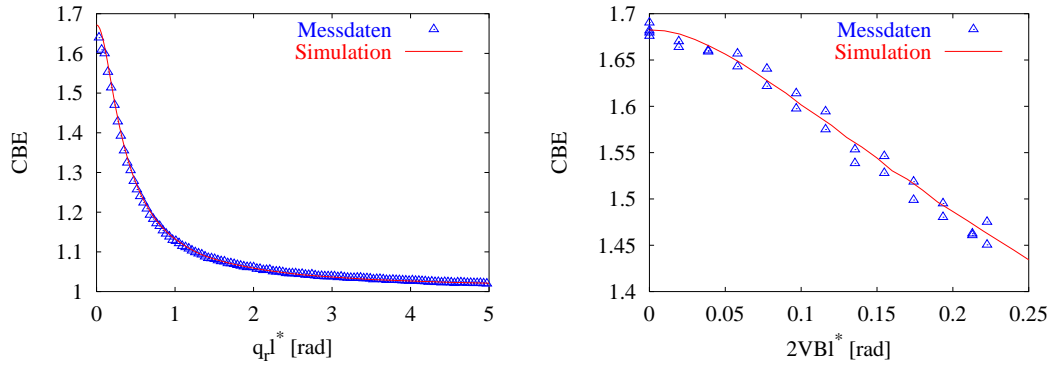 1.7
1.6
1.5
1.4
1.3
1.2
1.1
1
CBE
Messdaten
Simulation
0 1 2 3 4 5
q_r l^* [rad]
1.7
1.65
1.6
1.55
1.5
1.45
1.4
CBE
Messdaten
Simulation
0 0.05 0.1 0.15 0.2 0.25
2VBl^* [rad]